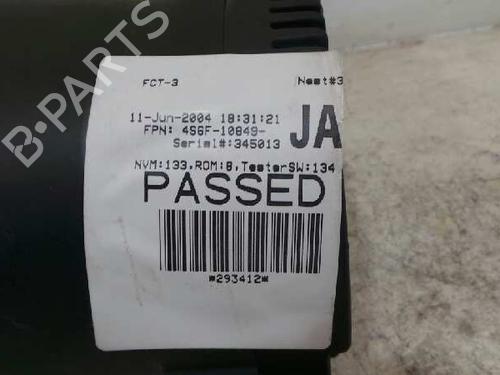 B-PARTS
FCT-3
Nest#3
11-Jun-2004 18:31:21
FPN: 4S6F-10849-
JA
Serial#:345013
NVM:133,ROM:8,TesterSW:134
PASSED
*293412*